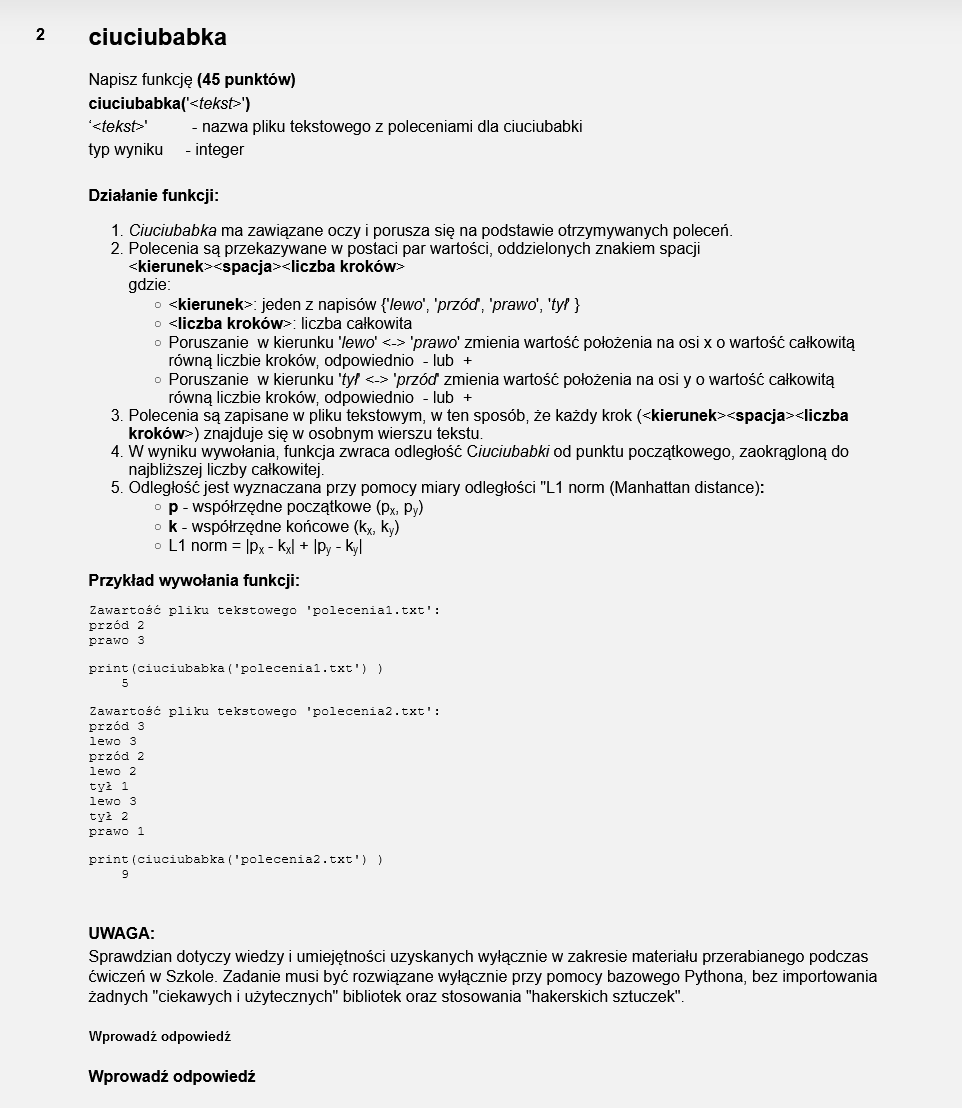 2 ciuciubabka
Napisz funkcję (45 punktów)
ciuciubabka('<tekst>')
‘<tekst>' - nazwa pliku tekstowego z poleceniami dla ciuciubabki
typ wyniku - integer
Działanie funkcji:
1. Ciuciubabka ma zawiązane oczy i porusza się na podstawie otrzymywanych poleceń.
2. Polecenia są przekazywane w postaci par wartości, oddzielonych znakiem spacji
<kierunek><spacja><liczba kroków>
gdzie:
○ <kierunek>: jeden z napisów {'lewo', 'przód', 'prawo', 'tył' }
○ <liczba kroków>: liczba całkowita
○ Poruszanie w kierunku 'lewo' <-> 'prawo' zmienia wartość położenia na osi x o wartość całkowitą
równą liczbie kroków, odpowiednio - lub +
○ Poruszanie w kierunku 'tył' <-> 'przód' zmienia wartość położenia na osi y o wartość całkowitą
równą liczbie kroków, odpowiednio - lub +
3. Polecenia są zapisane w pliku tekstowym, w ten sposób, że każdy krok (<kierunek><spacja><liczba
kroków>) znajduje się w osobnym wierszu tekstu.
4. W wyniku wywołania, funkcja zwraca odległość Ciuciubabki od punktu początkowego, zaokrągloną do
najbliższej liczby całkowitej.
5. Odległość jest wyznaczana przy pomocy miary odległości "L1 norm (Manhattan distance):
○ p - współrzędne początkowe (px, py)
○ k - współrzędne końcowe (kx, ky)
○ L1 norm = |px - kx| + |py - ky|
Przykład wywołania funkcji:
Zawartość pliku tekstowego 'polecenia1.txt':
przód 2
prawo 3
print(ciuciubabka('polecenia1.txt') )
5
Zawartość pliku tekstowego 'polecenia2.txt':
przód 3
lewo 3
przód 2
lewo 2
tył 1
lewo 3
tył 2
prawo 1
print(ciuciubabka('polecenia2.txt') )
9
UWAGA:
Sprawdzian dotyczy wiedzy i umiejętności uzyskanych wyłącznie w zakresie materiału przerabianego podczas
ćwiczeń w Szkole. Zadanie musi być rozwiązane wyłącznie przy pomocy bazowego Pythona, bez importowania
żadnych "ciekawych i użytecznych" bibliotek oraz stosowania "hakerskich sztuczek".
Wprowadź odpowiedź
Wprowadź odpowiedź